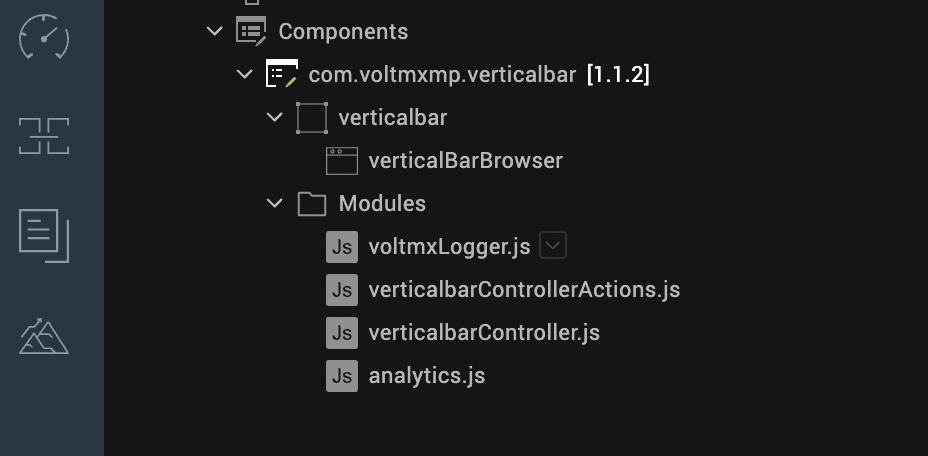 Components
com.voltmxmp.verticalbar [1.1.2]
verticalbar
verticalBarBrowser
Modules
Js voltmxLogger.js
Js verticalbarControllerActions.js
Js verticalbarController.js
Js analytics.js